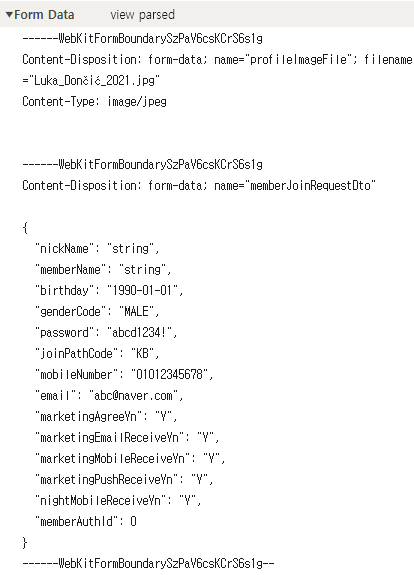 ▼Form Data view parsed
------WebKitFormBoundarySzPaV6csKCrS6s1g
Content-Disposition: form-data; name="profileImageFile"; filename
="Luka_Dončić_2021.jpg"
Content-Type: image/jpeg
------WebKitFormBoundarySzPaV6csKCrS6s1g
Content-Disposition: form-data; name="memberJoinRequestDto"
{
"nickName": "string",
"memberName": "string",
"birthday": "1990-01-01",
"genderCode": "MALE",
"password": "abcd1234!",
"joinPathCode": "KB",
"mobileNumber": "01012345678",
"email": "abc@naver.com",
"marketingAgreeYn": "Y",
"marketingEmailReceiveYn": "Y",
"marketingMobileReceiveYn": "Y",
"marketingPushReceiveYn": "Y",
"nightMobileReceiveYn": "Y",
"memberAuthId": 0
}
------WebKitFormBoundarySzPaV6csKCrS6s1g--